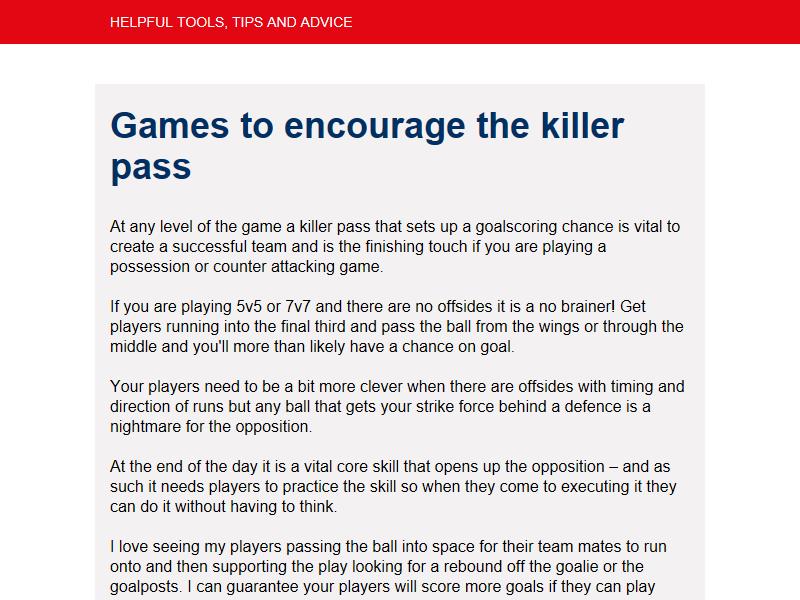 HELPFUL TOOLS, TIPS AND ADVICE
Games to encourage the killer
pass
At any level of the game a killer pass that sets up a goalscoring chance is vital to
create a successful team and is the finishing touch if you are playing a
possession or counter attacking game.
If you are playing 5v5 or 7v7 and there are no offsides it is a no brainer! Get
players running into the final third and pass the ball from the wings or through the
middle and you'll more than likely have a chance on goal.
Your players need to be a bit more clever when there are offsides with timing and
direction of runs but any ball that gets your strike force behind a defence is a
nightmare for the opposition.
At the end of the day it is a vital core skill that opens up the opposition – and as
such it needs players to practice the skill so when they come to executing it they
can do it without having to think.
I love seeing my players passing the ball into space for their team mates to run
onto and then supporting the play looking for a rebound off the goalie or the
goalposts. I can guarantee your players will score more goals if they can play